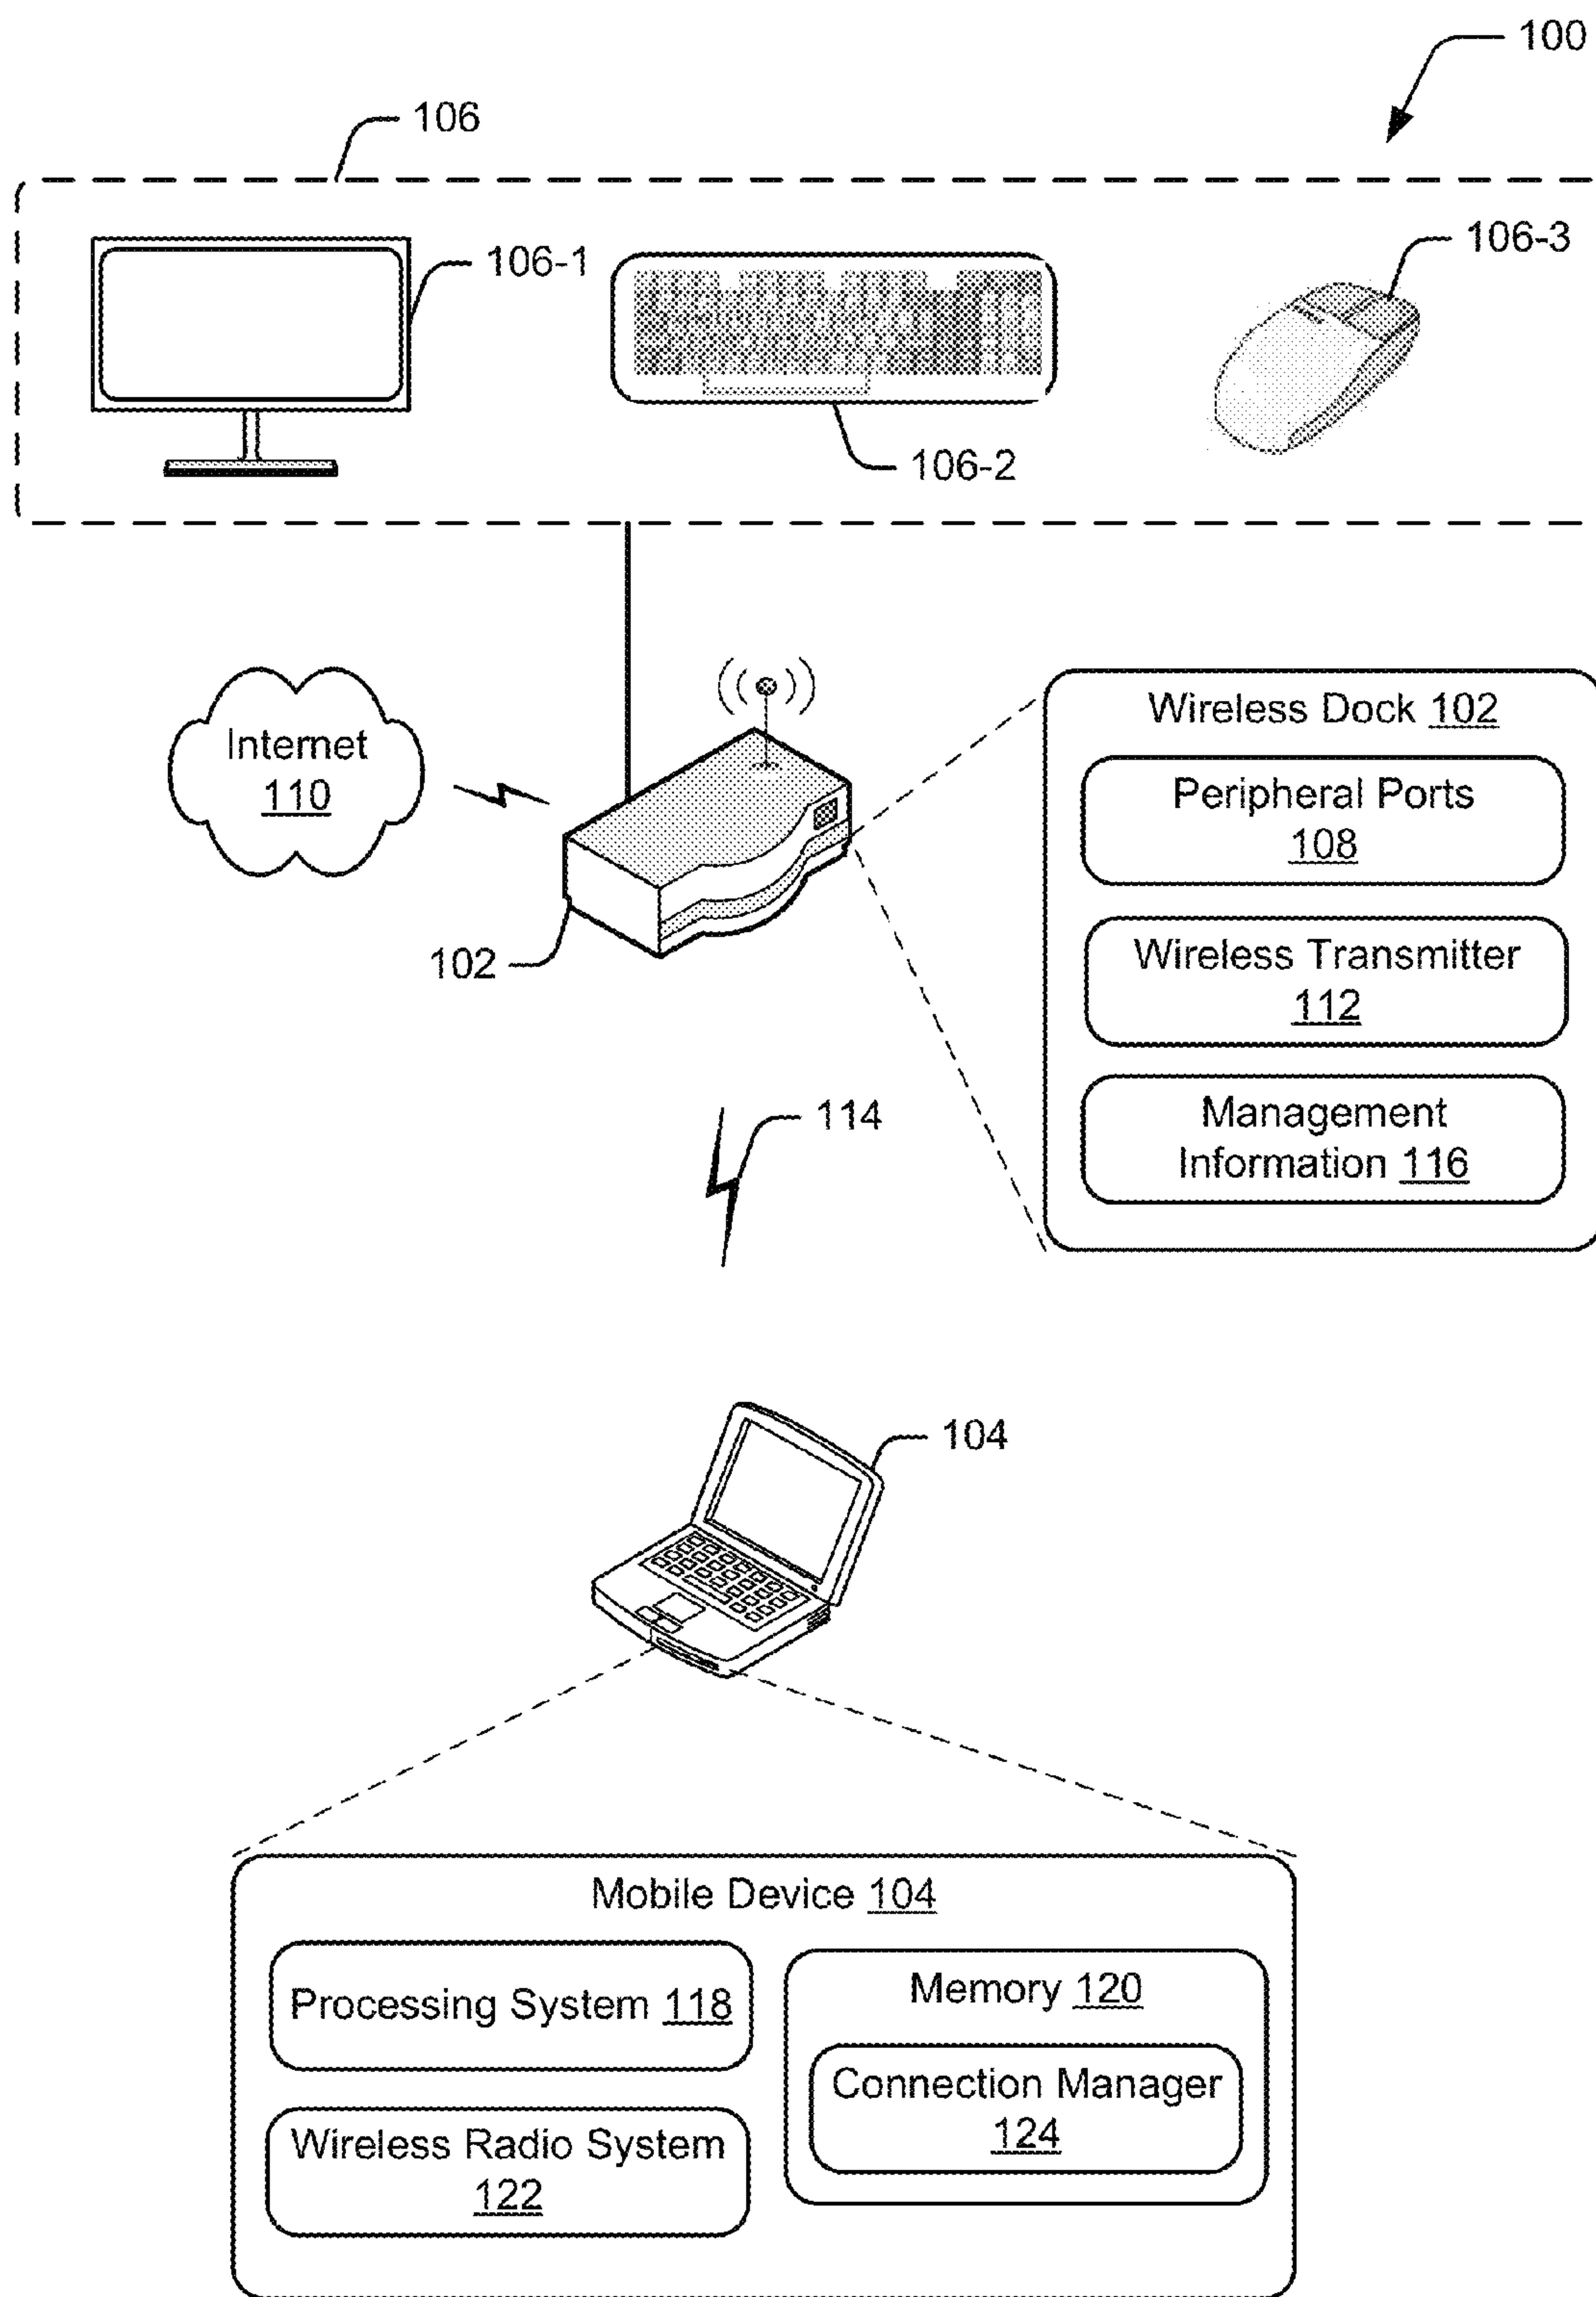 100
106
106-1
106-3
106-2
Internet
110
102
Wireless Dock 102
Peripheral Ports
108
Wireless Transmitter
112
Management
Information 116
114
104
Mobile Device 104
Processing System 118
Wireless Radio System
122
Memory 120
Connection Manager
124